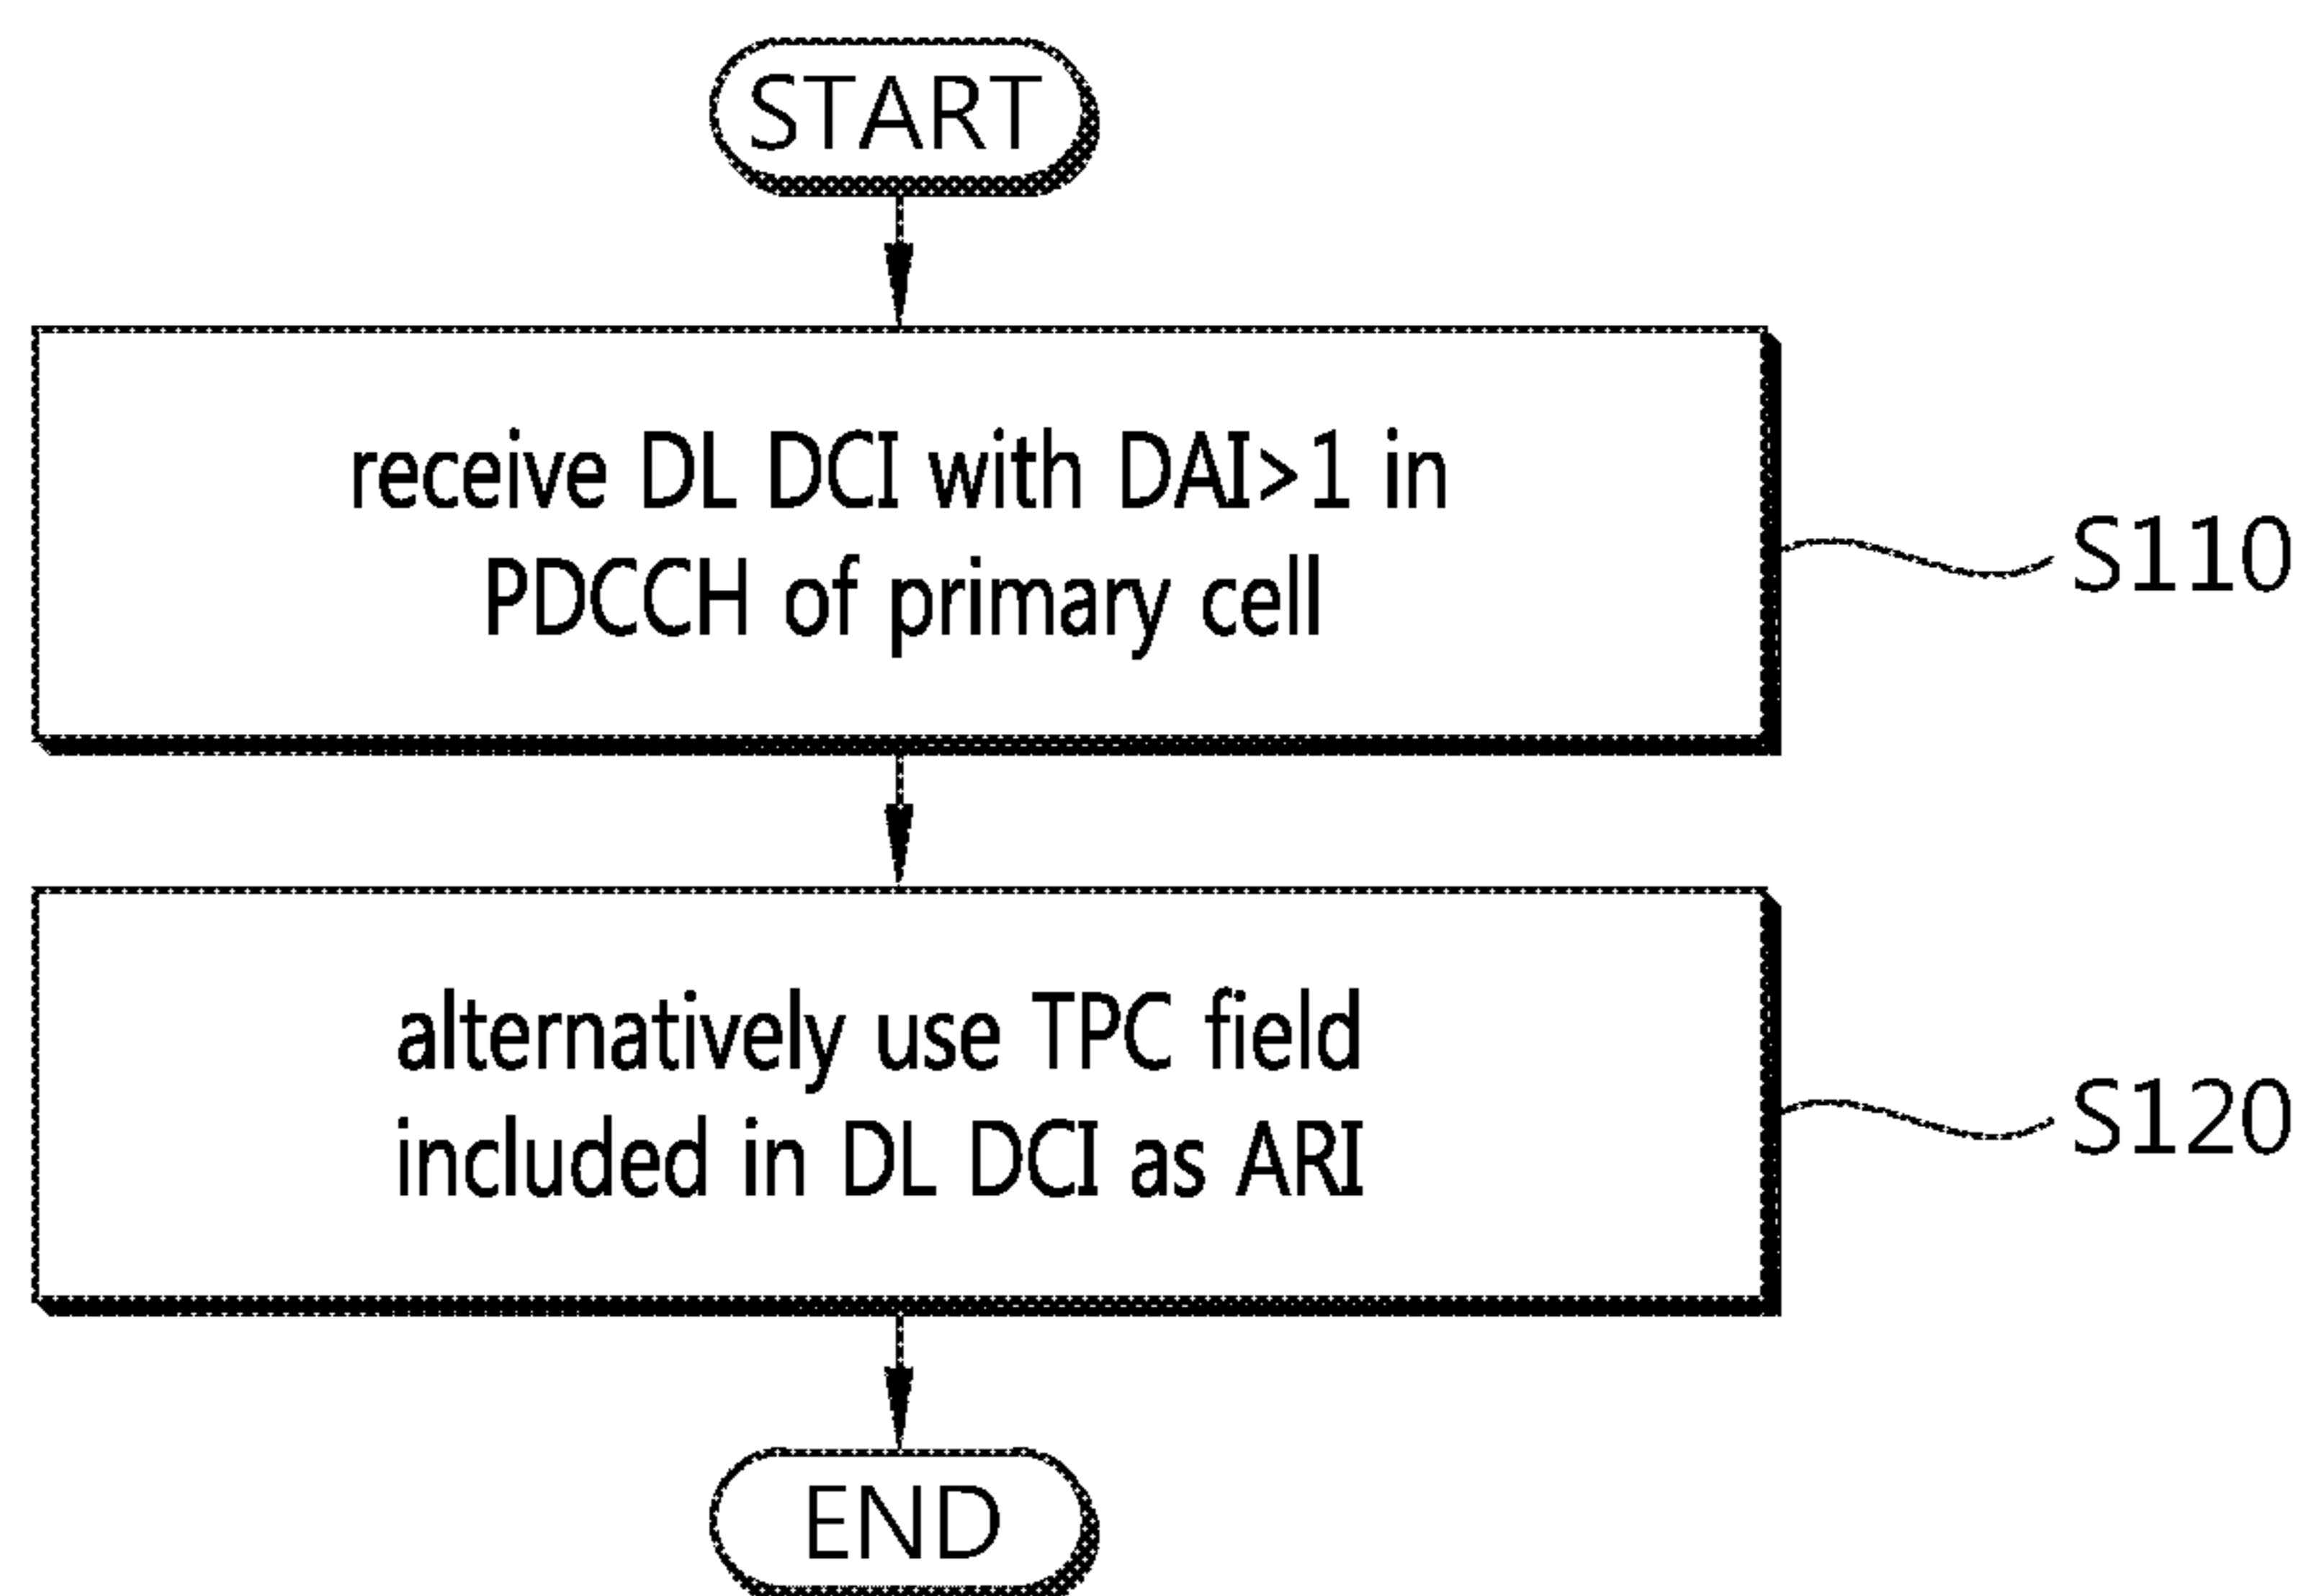 START
receive DL DCI with DAI>1 in
PDCCH of primary cell
S110
alternatively use TPC field
included in DL DCI as ARI
S120
END